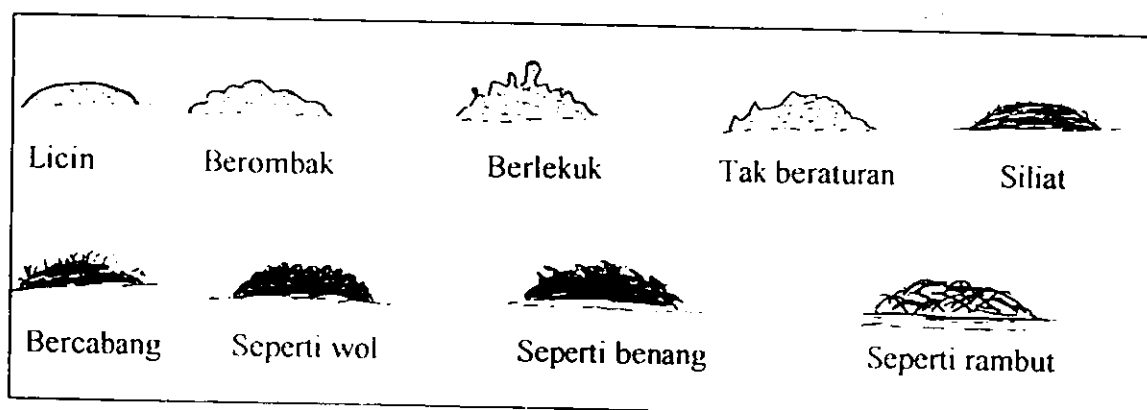 Licin Berombak Berlekuk Tak beraturan Siliat
Bercabang Seperti wol Seperti benang Seperti rambut